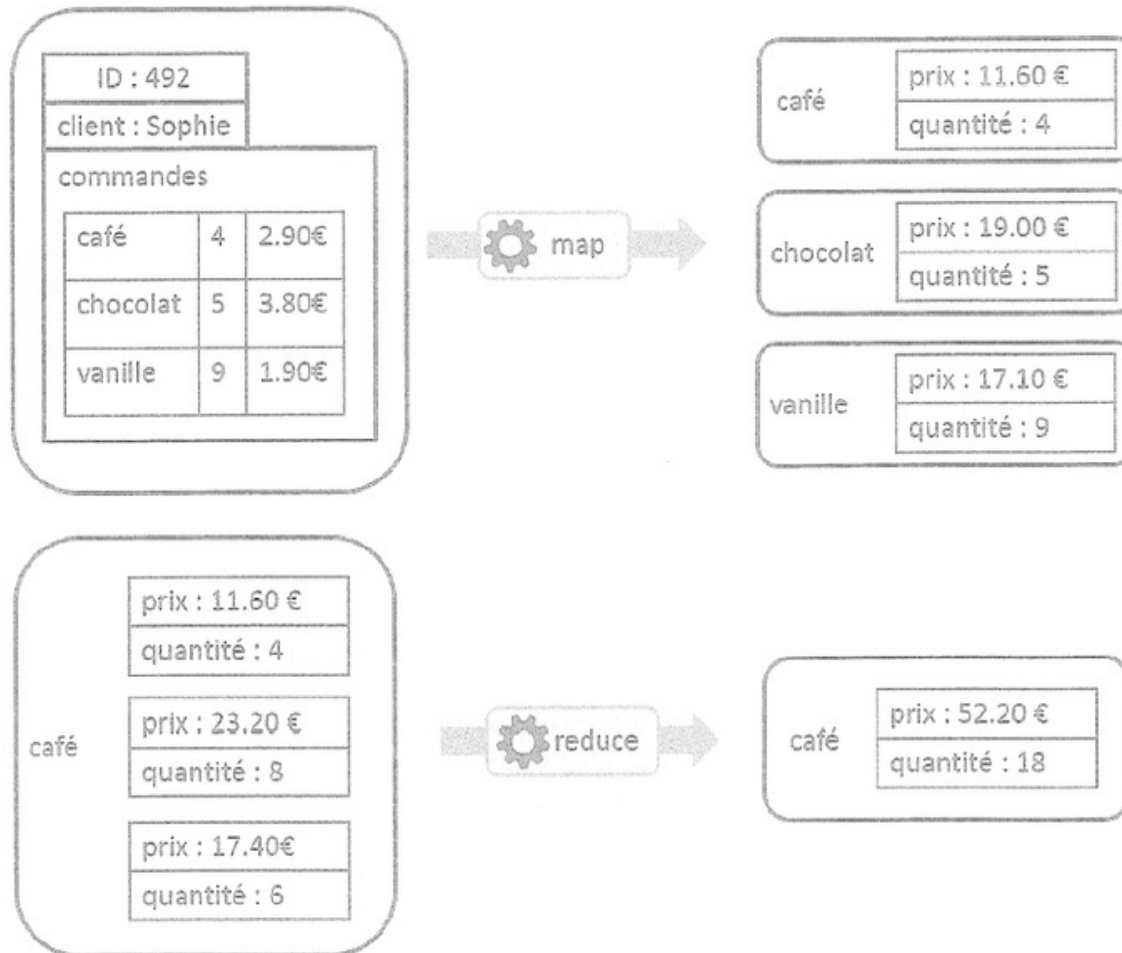 ID : 492
client : Sophie
commandes
café 4 2.90€
chocolat 5 3.80€
vanille 9 1.90€
map
café
prix : 11.60 €
quantité : 4
chocolat
prix : 19.00 €
quantité : 5
vanille
prix : 17.10 €
quantité : 9
café
prix : 11.60 €
quantité : 4
prix : 23.20 €
quantité : 8
prix : 17.40€
quantité : 6
reduce
café
prix : 52.20 €
quantité : 18